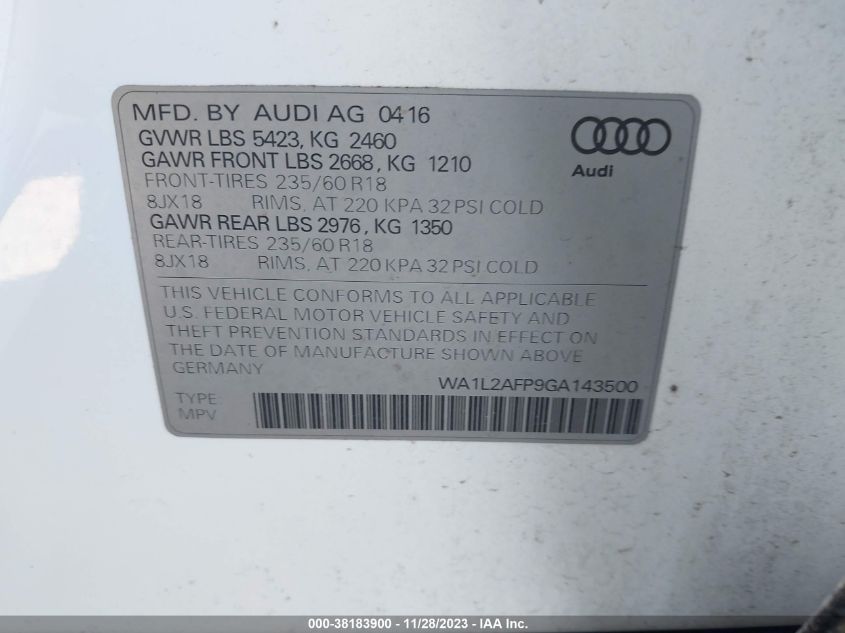 MFD. BY AUDI AG 04 16
GVWR LBS 5423, KG 2460
GAWR FRONT LBS 2668, KG 1210
FRONT-TIRES 235/60 R18
8JX18 RIMS, AT 220 KPA 32 PSI COLD
GAWR REAR LBS 2976, KG 1350
REAR-TIRES 235/60 R18
8JX18 RIMS, AT 220 KPA 32 PSI COLD
Audi
THIS VEHICLE CONFORMS TO ALL APPLICABLE
U.S. FEDERAL MOTOR VEHICLE SAFETY AND
THEFT PREVENTION STANDARDS IN EFFECT ON
THE DATE OF MANUFACTURE SHOWN ABOVE.
GERMANY
WA1L2AFP9GA143500
TYPE:
MPV
000-38183900 - 11/28/2023 - IAA Inc.